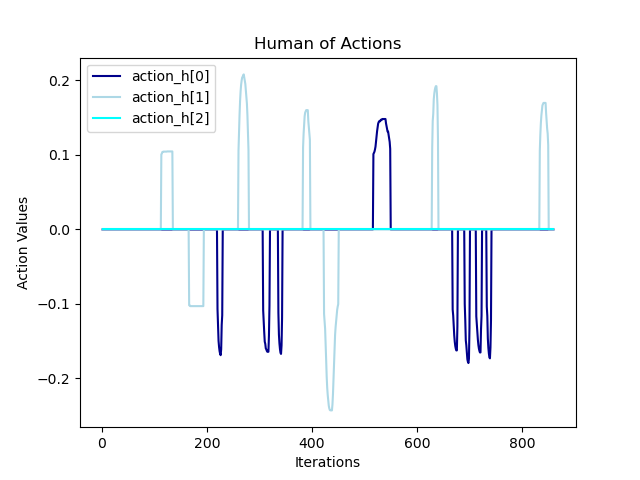 Human of Actions
action_h[0]
action_h[1]
action_h[2]
0.2
0.1
0.0
−0.1
−0.2
Action Values
0
200
400
600
800
Iterations